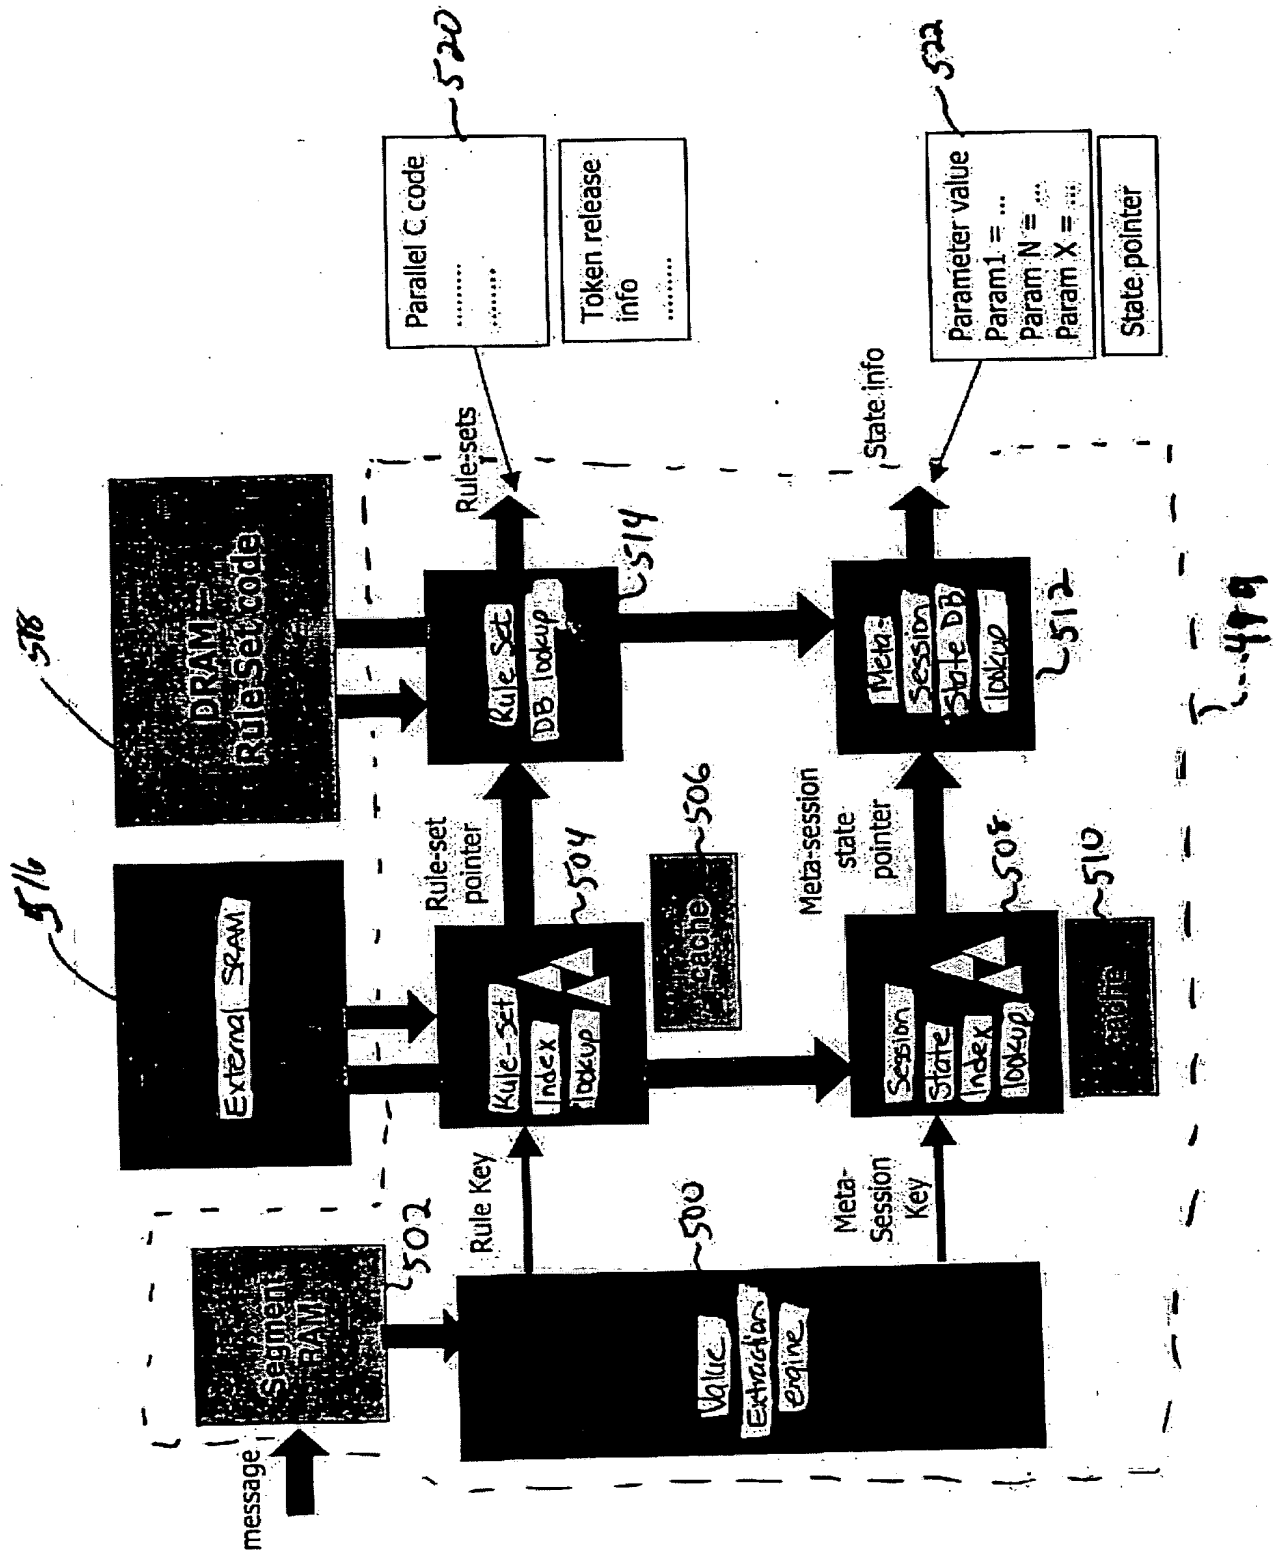 message
Segment
RAM
502
External SRAM
516
DRAM –
Rule Set code
518
Value
Extraction
engine
500
Rule Key
Rule-set
Index
lookup
504
cache
506
Rule-set
pointer
Rule Set
DB lookup
514
Rule-sets
Parallel C code
........
.......
520
Token release
info
.......
Meta-
Session
Key
Session
State
Index
lookup
508
cache
510
Meta-session
state
pointer
Meta-
Session
State DB
lookup
512
State info
Parameter value
Param1 = ...
Param N = ...
Param X = ...
522
State pointer
499